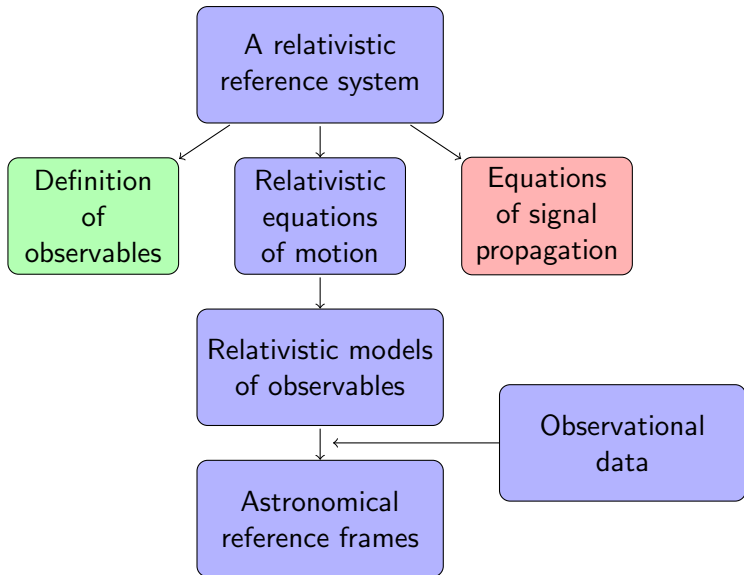 A relativistic
reference system
Definition
of
observables
Relativistic
equations
of motion
Equations
of signal
propagation
Relativistic models
of observables
Observational
data
Astronomical
reference frames